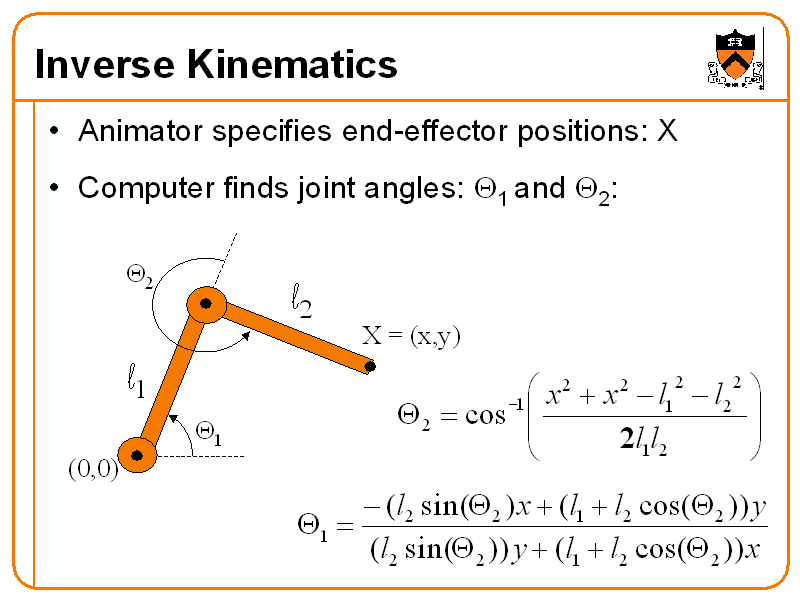 Inverse Kinematics
• Animator specifies end-effector positions: X
• Computer finds joint angles: Θ1 and Θ2:
Θ2
l2
X = (x,y)
l1
Θ1
(0,0)
Θ2 = cos⁻¹( (x² + x² − l1² − l2²) / 2l1l2 )
Θ1 = −(l2 sin(Θ2)x + (l1 + l2 cos(Θ2))y / (l2 sin(Θ2))y + (l1 + l2 cos(Θ2))x